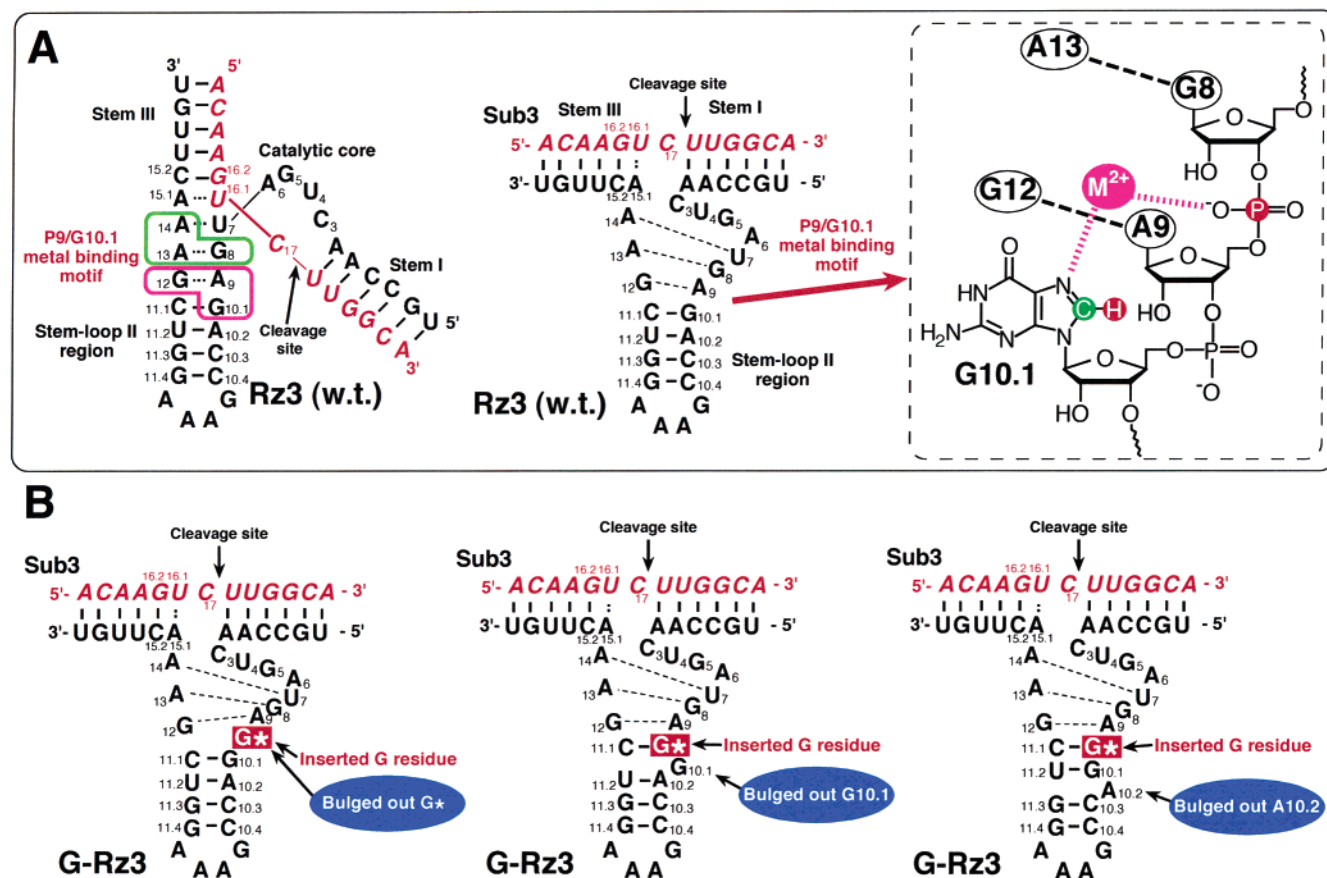 A
3' 5'
U – A
G – C
U – A
U – A
Stem III
15.2 C – G 16.2
15.1 A ··· U 16.1
14 A ··· U 7
13 A ··· G 8
12 G ··· A 9
11.1 C – G 10.1
11.2 U – A 10.2
11.3 G – C 10.3
11.4 G – C 10.4
A G
A A
P9/G10.1
metal binding
motif
Stem-loop II
region
Catalytic core
A6 G5 U4 C3 A A C C G U 5'
C17 U U G G C A 3'
Stem I
Cleavage
site
Rz3 (w.t.)
Cleavage site
Sub3 Stem III Stem I
16.2 16.1
5'- ACAAGU C UUGGCA - 3'
17
3'- UGUUCA AACCGU - 5'
15.2 15.1
C3 U4 G5
14 A A6
U7
13 A G8
12 G A9
11.1 C – G 10.1
11.2 U – A 10.2
11.3 G – C 10.3
11.4 G – C 10.4
A G
A A
Stem-loop II
region
Rz3 (w.t.)
P9/G10.1
metal binding
motif
A13
G8
O
O
HO
O
M2+
-O P =O
G12
A9
O
O
O N
HN C H
H2N N N
HO
O
O P =O
-O
G10.1
O
HO O
B
Cleavage site
Sub3
16.2 16.1
5'- ACAAGU C UUGGCA - 3'
17
3'- UGUUCA AACCGU - 5'
15.2 15.1
C3 U4 G5
14 A A6
U7
13 A G8
12 G A9
G★
Inserted G residue
11.1 C – G 10.1
11.2 U – A 10.2
Bulged out G★
11.3 G – C 10.3
11.4 G – C 10.4
A G
A A
G-Rz3
Cleavage site
Sub3
16.2 16.1
5'- ACAAGU C UUGGCA - 3'
17
3'- UGUUCA AACCGU - 5'
15.2 15.1
C3 U4 G5
14 A A6
U7
13 A G8
12 G A9
11.1 C – G★
Inserted G residue
G 10.1
11.2 U – A 10.2
Bulged out G10.1
11.3 G – C 10.3
11.4 G – C 10.4
A G
A A
G-Rz3
Cleavage site
Sub3
16.2 16.1
5'- ACAAGU C UUGGCA - 3'
17
3'- UGUUCA AACCGU - 5'
15.2 15.1
C3 U4 G5
14 A A6
U7
13 A G8
12 G A9
11.1 C – G★
Inserted G residue
11.2 U – G 10.1
A 10.2
Bulged out A10.2
11.3 G – C 10.3
11.4 G – C 10.4
A G
A A
G-Rz3